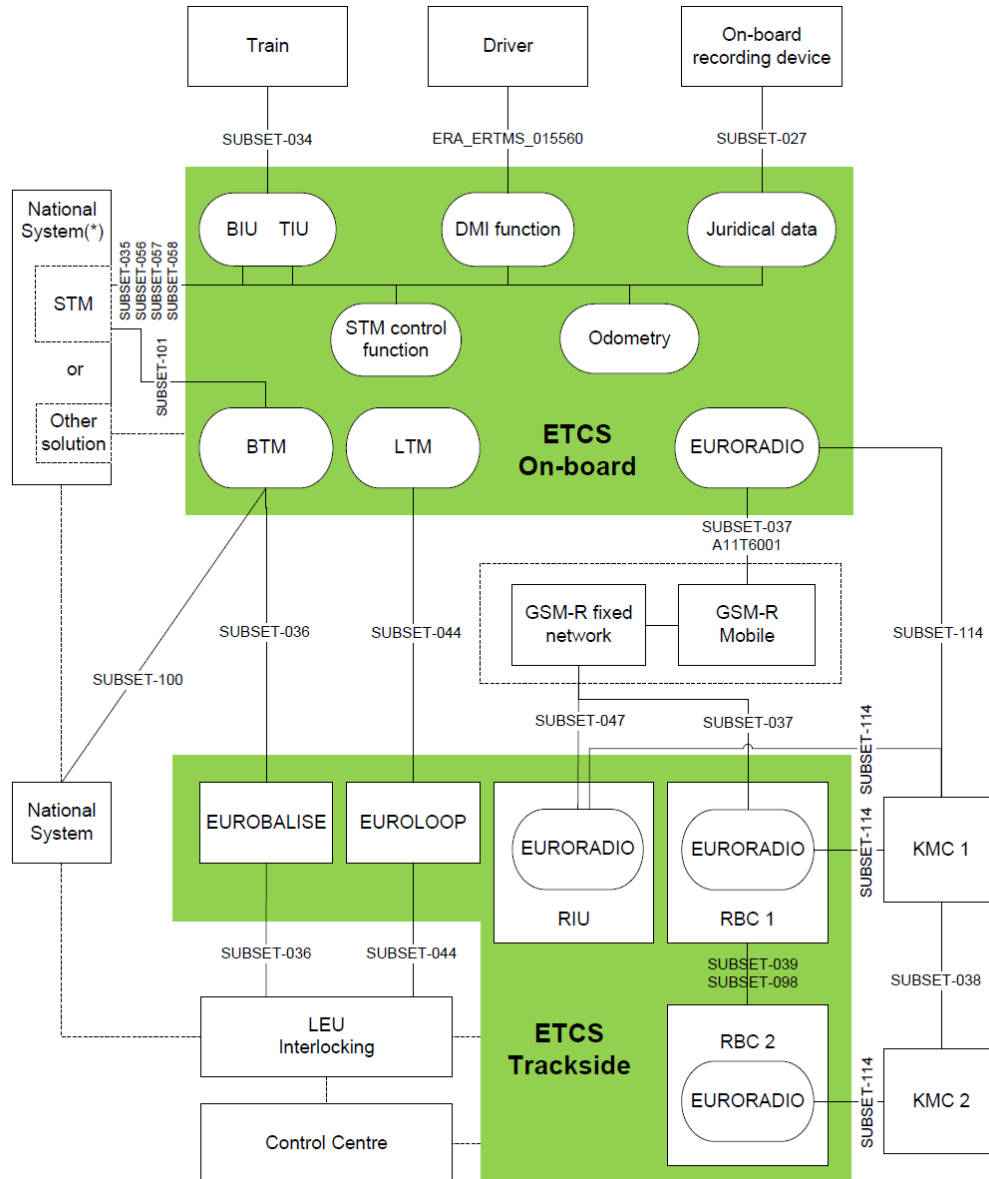 Train
Driver
On-board
recording device
SUBSET-034
ERA_ERTMS_015560
SUBSET-027
National
System(*)
SUBSET-035
SUBSET-056
SUBSET-057
SUBSET-058
BIU TIU
DMI function
Juridical data
STM
STM control
function
Odometry
or
SUBSET-101
Other
solution
BTM
LTM
ETCS
On-board
EURORADIO
SUBSET-037
A11T6001
GSM-R fixed
network
GSM-R
Mobile
SUBSET-036
SUBSET-044
SUBSET-114
SUBSET-100
SUBSET-047
SUBSET-037
SUBSET-114
National
System
EUROBALISE
EUROLOOP
EURORADIO
RIU
EURORADIO
RBC 1
SUBSET-114
KMC 1
SUBSET-036
SUBSET-044
SUBSET-039
SUBSET-098
SUBSET-038
LEU
Interlocking
ETCS
Trackside
RBC 2
EURORADIO
SUBSET-114
KMC 2
Control Centre